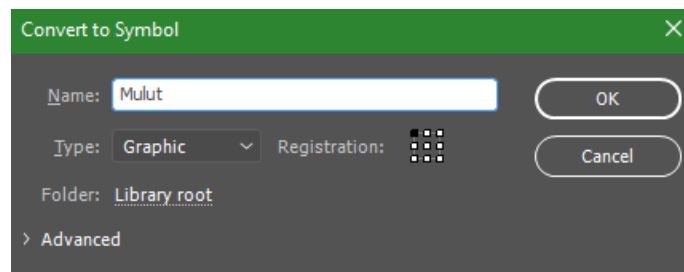 Convert to Symbol
Name: Mulut
OK
Type: Graphic Registration:
Cancel
Folder: Library root
Advanced